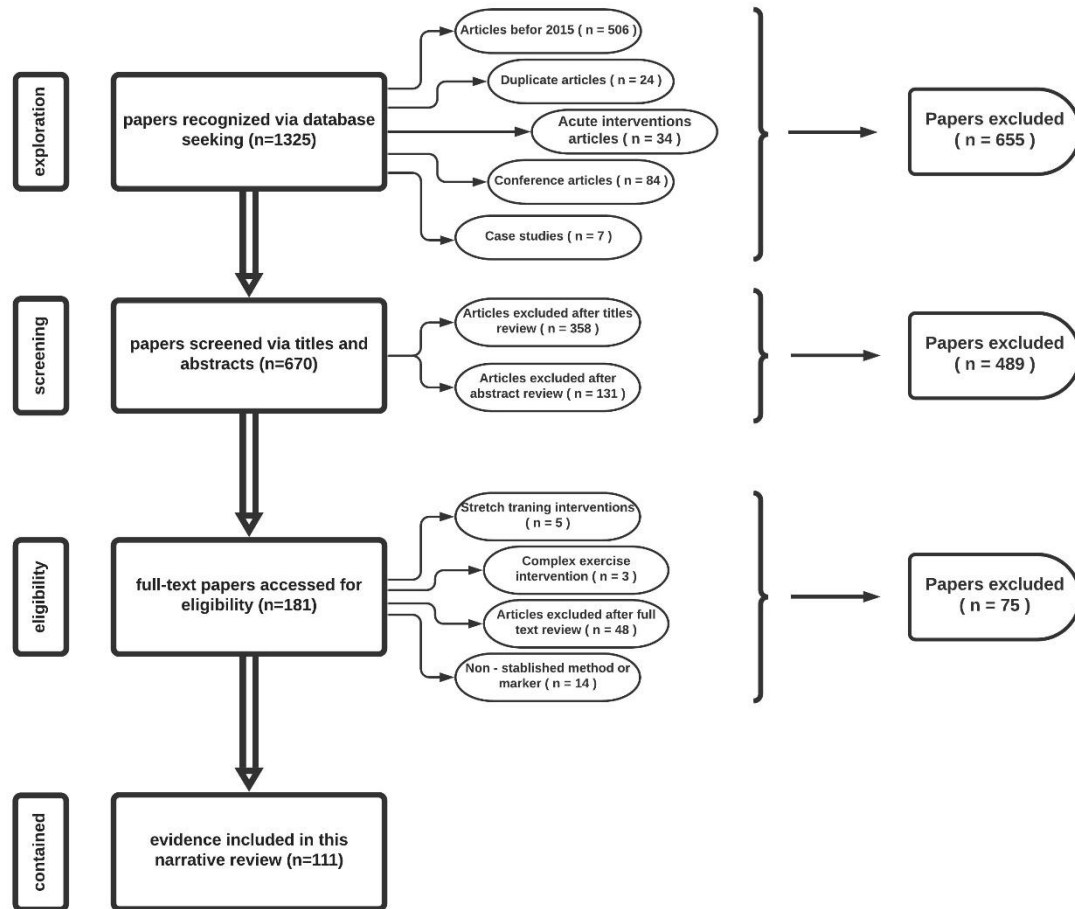 exploration
papers recognized via database
seeking (n=1325)
Articles befor 2015 ( n = 506)
Duplicate articles ( n = 24 )
Acute interventions
articles ( n = 34 )
Conference articles ( n = 84 )
Case studies ( n = 7 )
Papers excluded
( n = 655 )
screening
papers screened via titles and
abstracts (n=670)
Articles excluded after titles
review ( n = 358 )
Articles excluded after
abstract review ( n = 131 )
Papers excluded
( n = 489 )
eligibility
full-text papers accessed for
eligibility (n=181)
Stretch traning interventions
( n = 5 )
Complex exercise
intervention ( n = 3 )
Articles excluded after full
text review ( n = 48 )
Non - stablished method or
marker ( n = 14 )
Papers excluded
( n = 75 )
contained
evidence included in this
narrative review (n=111)